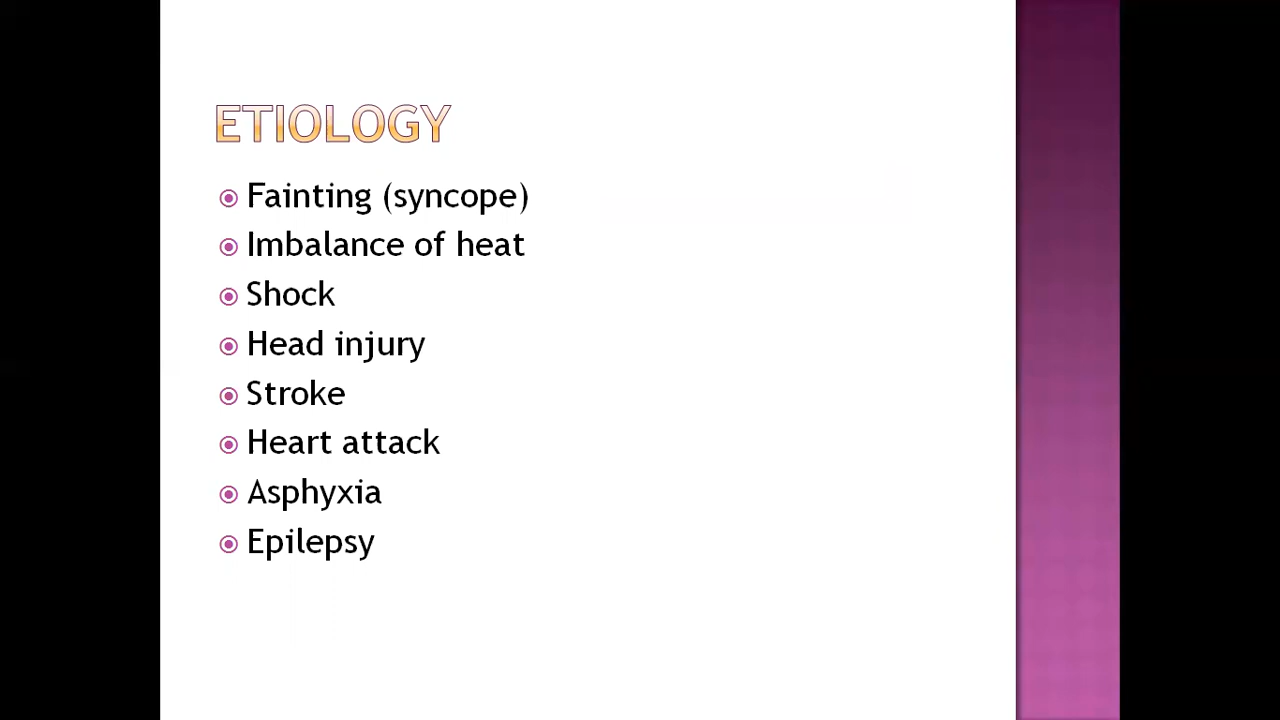 ETIOLOGY
Fainting (syncope)
Imbalance of heat
Shock
Head injury
Stroke
Heart attack
Asphyxia
Epilepsy